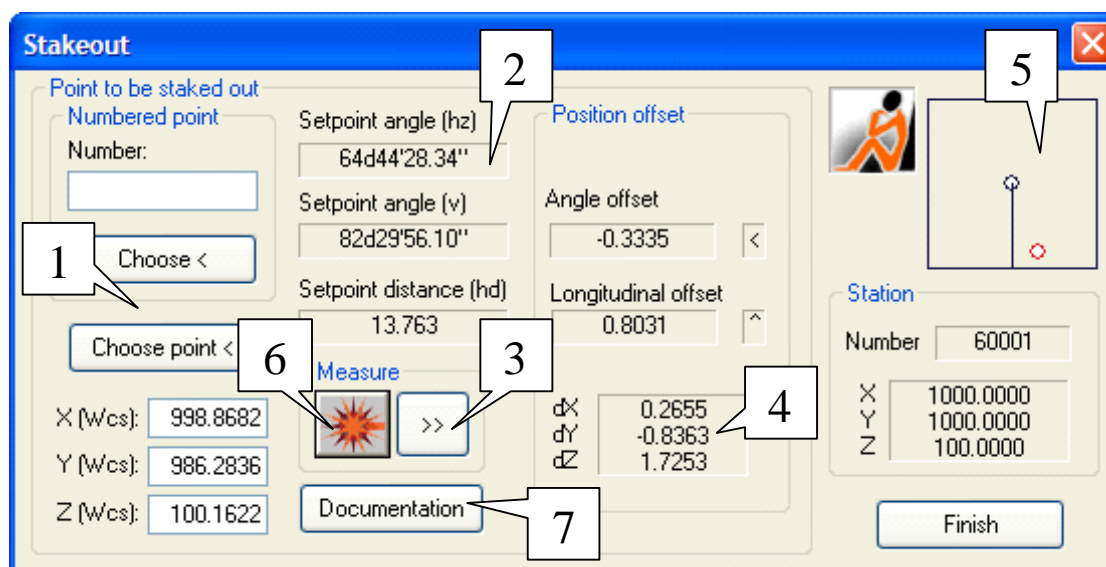 Stakeout
Point to be staked out
Numbered point
Number:
Choose <
1
Choose point <
X (Wcs): 998.8682
Y (Wcs): 986.2836
Z (Wcs): 100.1622
2
Setpoint angle (hz)
64d44'28.34''
Setpoint angle (v)
82d29'56.10''
Setpoint distance (hd)
13.763
6
Measure
>>
3
Documentation
7
Position offset
Angle offset
-0.3335 <
Longitudinal offset
0.8031 ^
dX 0.2655
dY -0.8363
dZ 1.7253
4
5
Station
Number 60001
X 1000.0000
Y 1000.0000
Z 100.0000
Finish